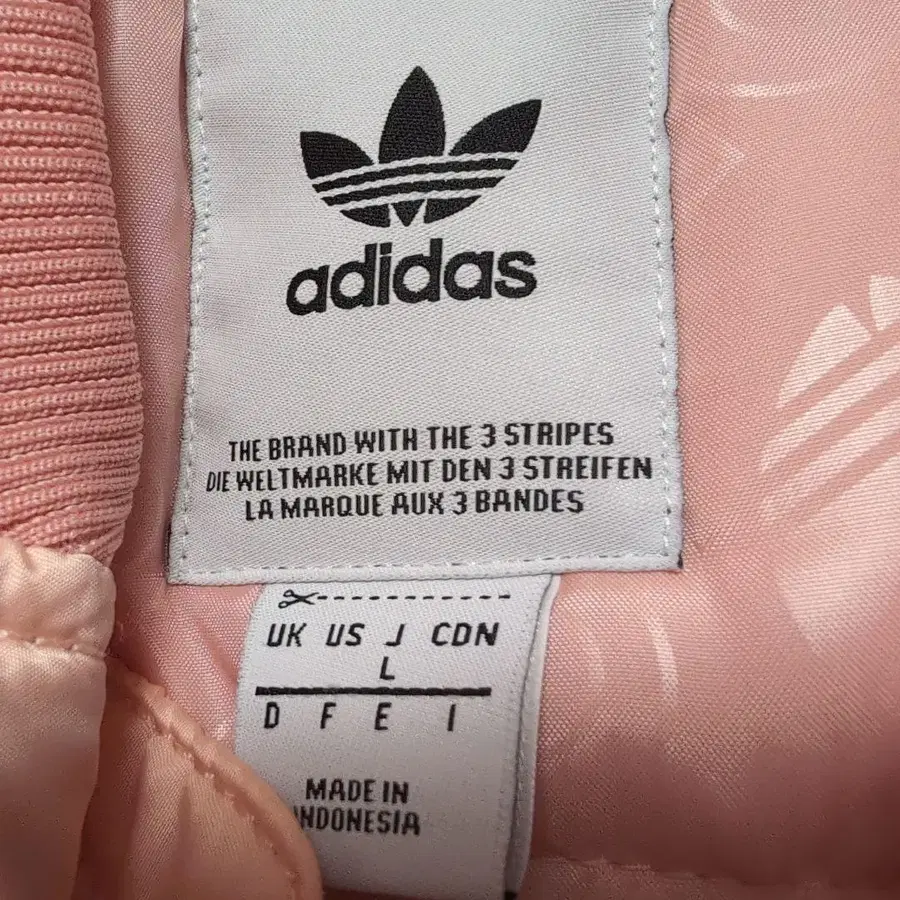 adidas
THE BRAND WITH THE 3 STRIPES
DIE WELTMARKE MIT DEN 3 STREIFEN
LA MARQUE AUX 3 BANDES
UK US J CDN
L
D F E I
MADE IN
INDONESIA